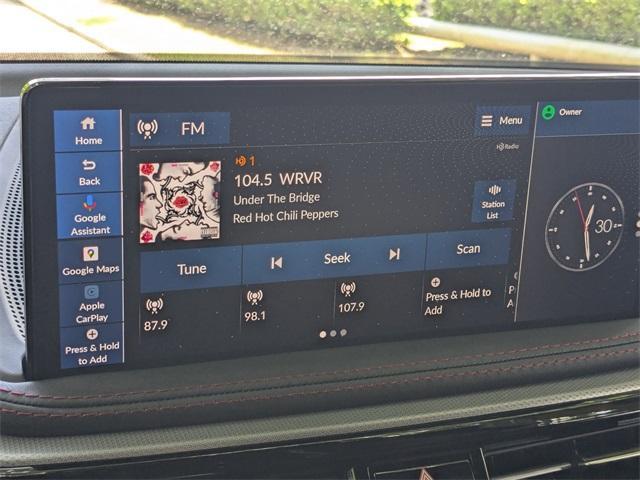 Home
Back
Google
Assistant
Google Maps
Apple
CarPlay
Press & Hold
to Add
FM
Menu
HD Radio
HD 1
104.5 WRVR
Under The Bridge
Red Hot Chili Peppers
Station
List
Tune
Seek
Scan
87.9
98.1
107.9
Press & Hold to
Add
P
A
Owner
30